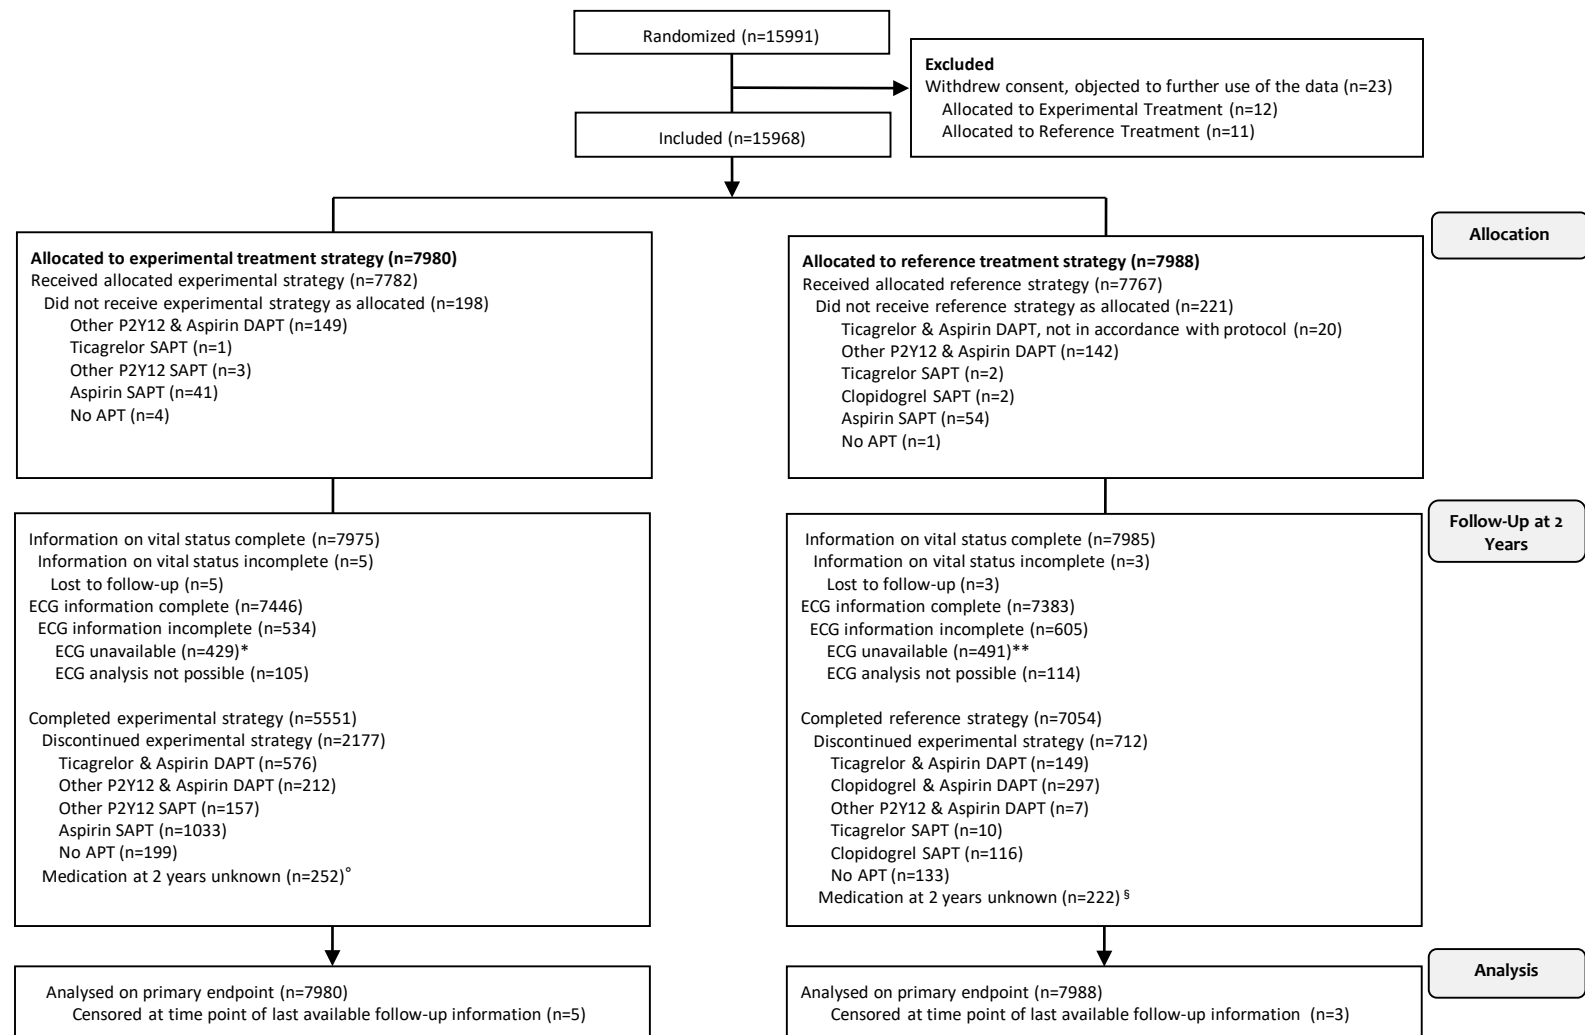 Randomized (n=15991)
Excluded
Withdrew consent, objected to further use of the data (n=23)
Allocated to Experimental Treatment (n=12)
Allocated to Reference Treatment (n=11)
Included (n=15968)
Allocation
Allocated to experimental treatment strategy (n=7980)
Received allocated experimental strategy (n=7782)
Did not receive experimental strategy as allocated (n=198)
Other P2Y12 & Aspirin DAPT (n=149)
Ticagrelor SAPT (n=1)
Other P2Y12 SAPT (n=3)
Aspirin SAPT (n=41)
No APT (n=4)
Allocated to reference treatment strategy (n=7988)
Received allocated reference strategy (n=7767)
Did not receive reference strategy as allocated (n=221)
Ticagrelor & Aspirin DAPT, not in accordance with protocol (n=20)
Other P2Y12 & Aspirin DAPT (n=142)
Ticagrelor SAPT (n=2)
Clopidogrel SAPT (n=2)
Aspirin SAPT (n=54)
No APT (n=1)
Follow-Up at 2
Years
Information on vital status complete (n=7975)
Information on vital status incomplete (n=5)
Lost to follow-up (n=5)
ECG information complete (n=7446)
ECG information incomplete (n=534)
ECG unavailable (n=429)*
ECG analysis not possible (n=105)
Completed experimental strategy (n=5551)
Discontinued experimental strategy (n=2177)
Ticagrelor & Aspirin DAPT (n=576)
Other P2Y12 & Aspirin DAPT (n=212)
Other P2Y12 SAPT (n=157)
Aspirin SAPT (n=1033)
No APT (n=199)
Medication at 2 years unknown (n=252)°
Information on vital status complete (n=7985)
Information on vital status incomplete (n=3)
Lost to follow-up (n=3)
ECG information complete (n=7383)
ECG information incomplete (n=605)
ECG unavailable (n=491)**
ECG analysis not possible (n=114)
Completed reference strategy (n=7054)
Discontinued experimental strategy (n=712)
Ticagrelor & Aspirin DAPT (n=149)
Clopidogrel & Aspirin DAPT (n=297)
Other P2Y12 & Aspirin DAPT (n=7)
Ticagrelor SAPT (n=10)
Clopidogrel SAPT (n=116)
No APT (n=133)
Medication at 2 years unknown (n=222) §
Analysis
Analysed on primary endpoint (n=7980)
Censored at time point of last available follow-up information (n=5)
Analysed on primary endpoint (n=7988)
Censored at time point of last available follow-up information (n=3)